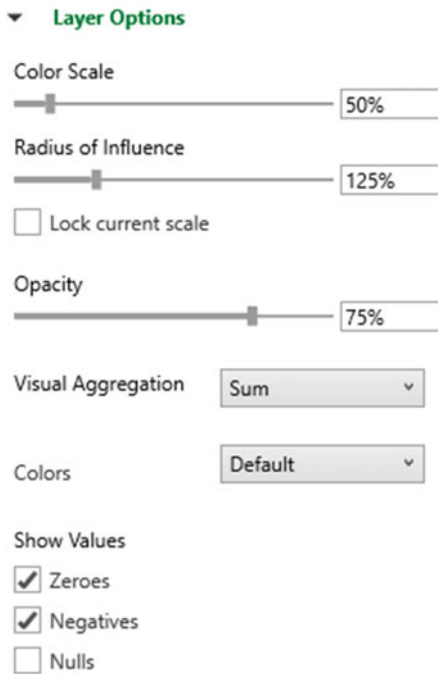 Layer Options
Color Scale
50%
Radius of Influence
125%
Lock current scale
Opacity
75%
Visual Aggregation Sum
Colors Default
Show Values
Zeroes
Negatives
Nulls